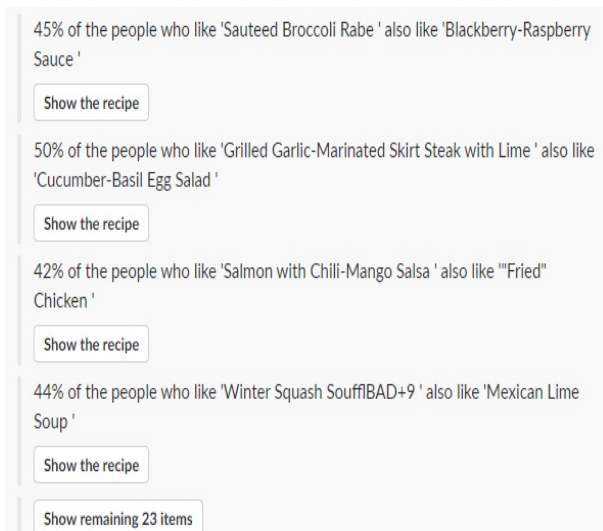 45% of the people who like 'Sauteed Broccoli Rabe ' also like 'Blackberry-Raspberry
Sauce '
Show the recipe
50% of the people who like 'Grilled Garlic-Marinated Skirt Steak with Lime ' also like
'Cucumber-Basil Egg Salad '
Show the recipe
42% of the people who like 'Salmon with Chili-Mango Salsa ' also like '"Fried"
Chicken '
Show the recipe
44% of the people who like 'Winter Squash SoufflBAD+9 ' also like 'Mexican Lime
Soup '
Show the recipe
Show remaining 23 items